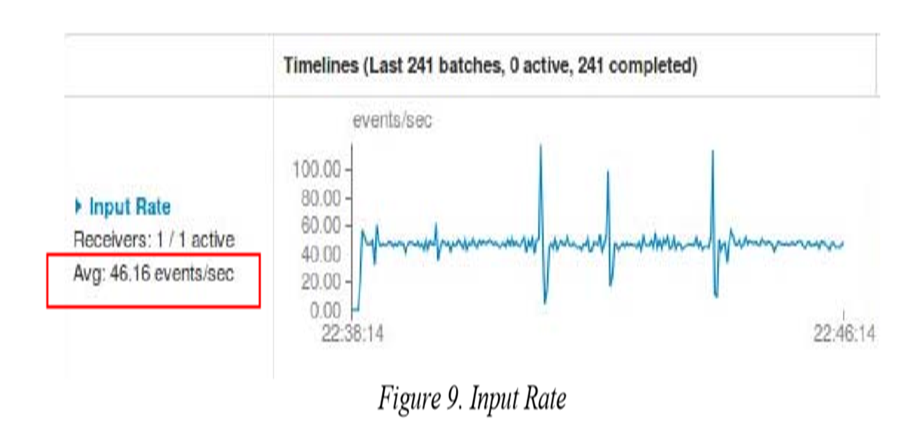 Timelines (Last 241 batches, 0 active, 241 completed)
events/sec
Input Rate
Receivers: 1 / 1 active
Avg: 46.16 events/sec
100.00
80.00
60.00
40.00
20.00
0.00
22:38:14
22:46:14
Figure 9. Input Rate